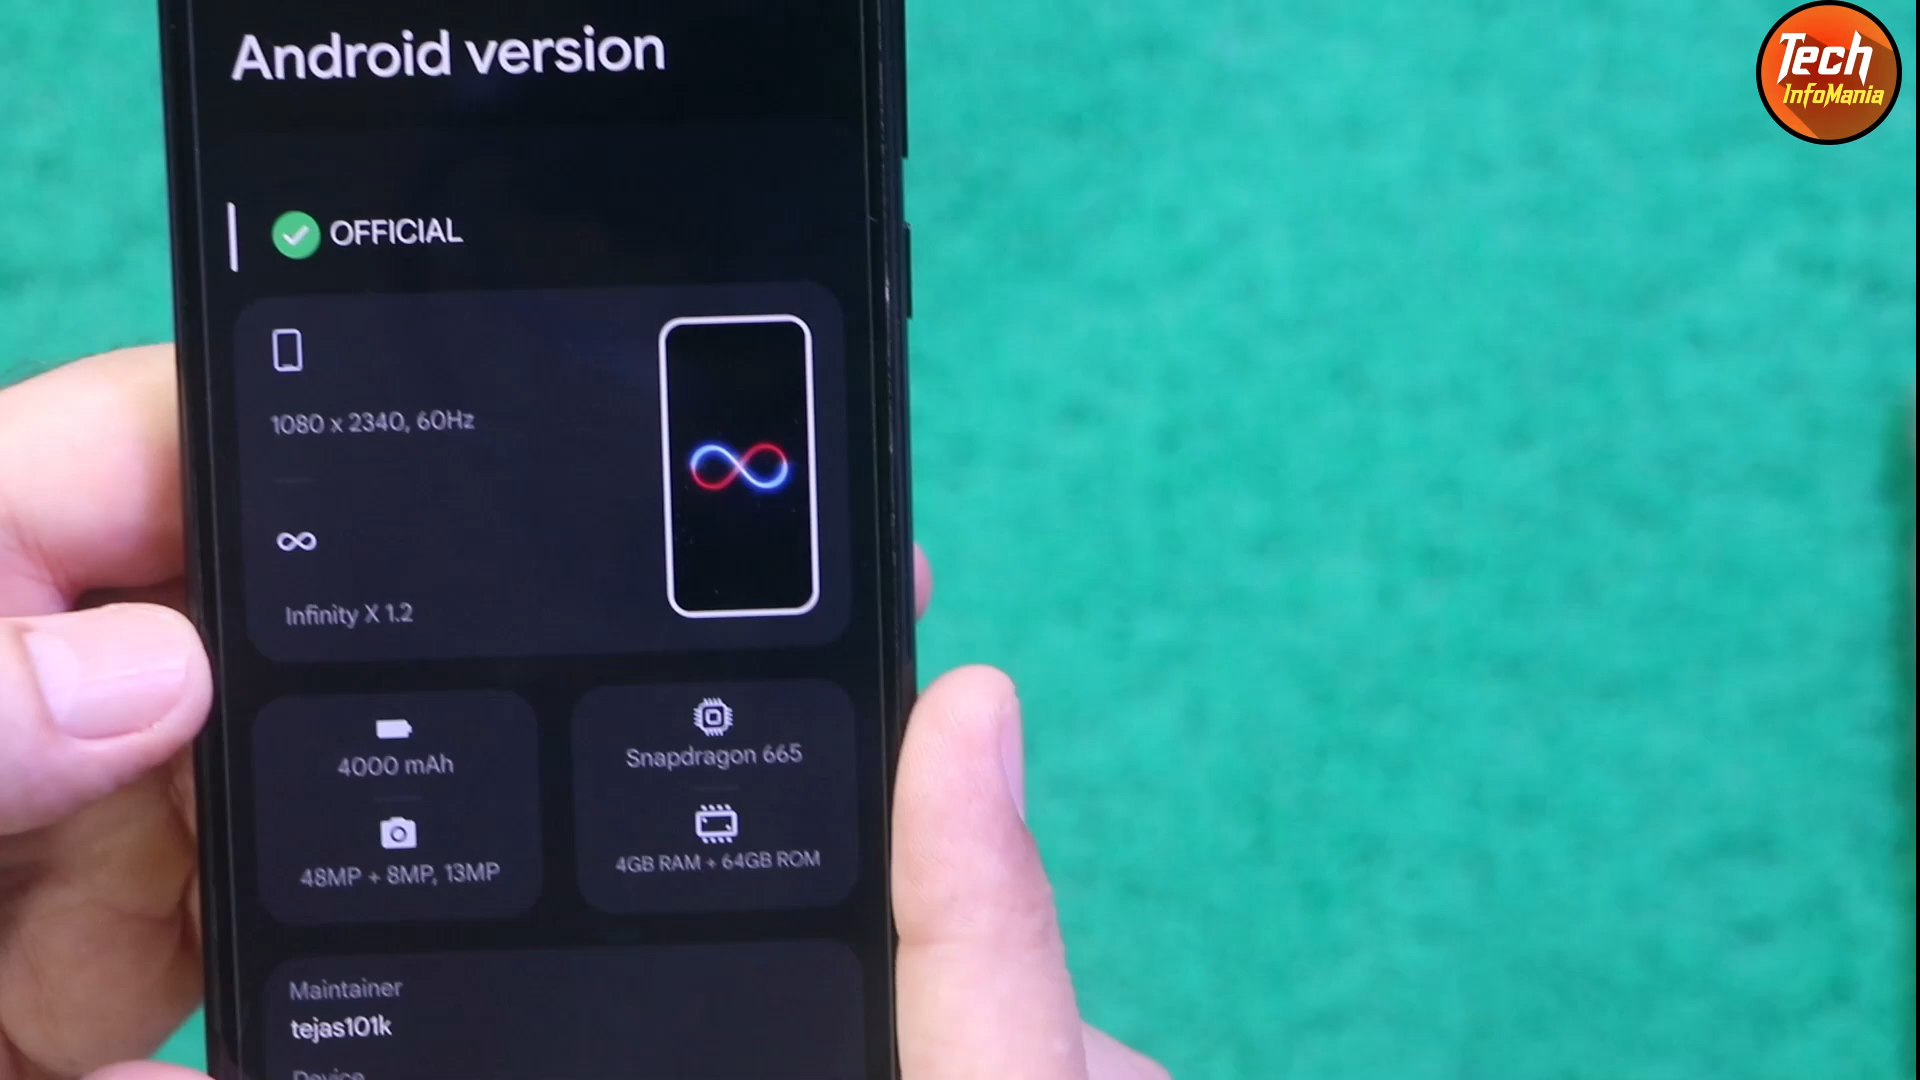 Android version
OFFICIAL
1080 x 2340, 60Hz
Infinity X 1.2
4000 mAh
48MP + 8MP, 13MP
Snapdragon 665
4GB RAM + 64GB ROM
Maintainer
tejas101k
Device
Tech
InfoMania